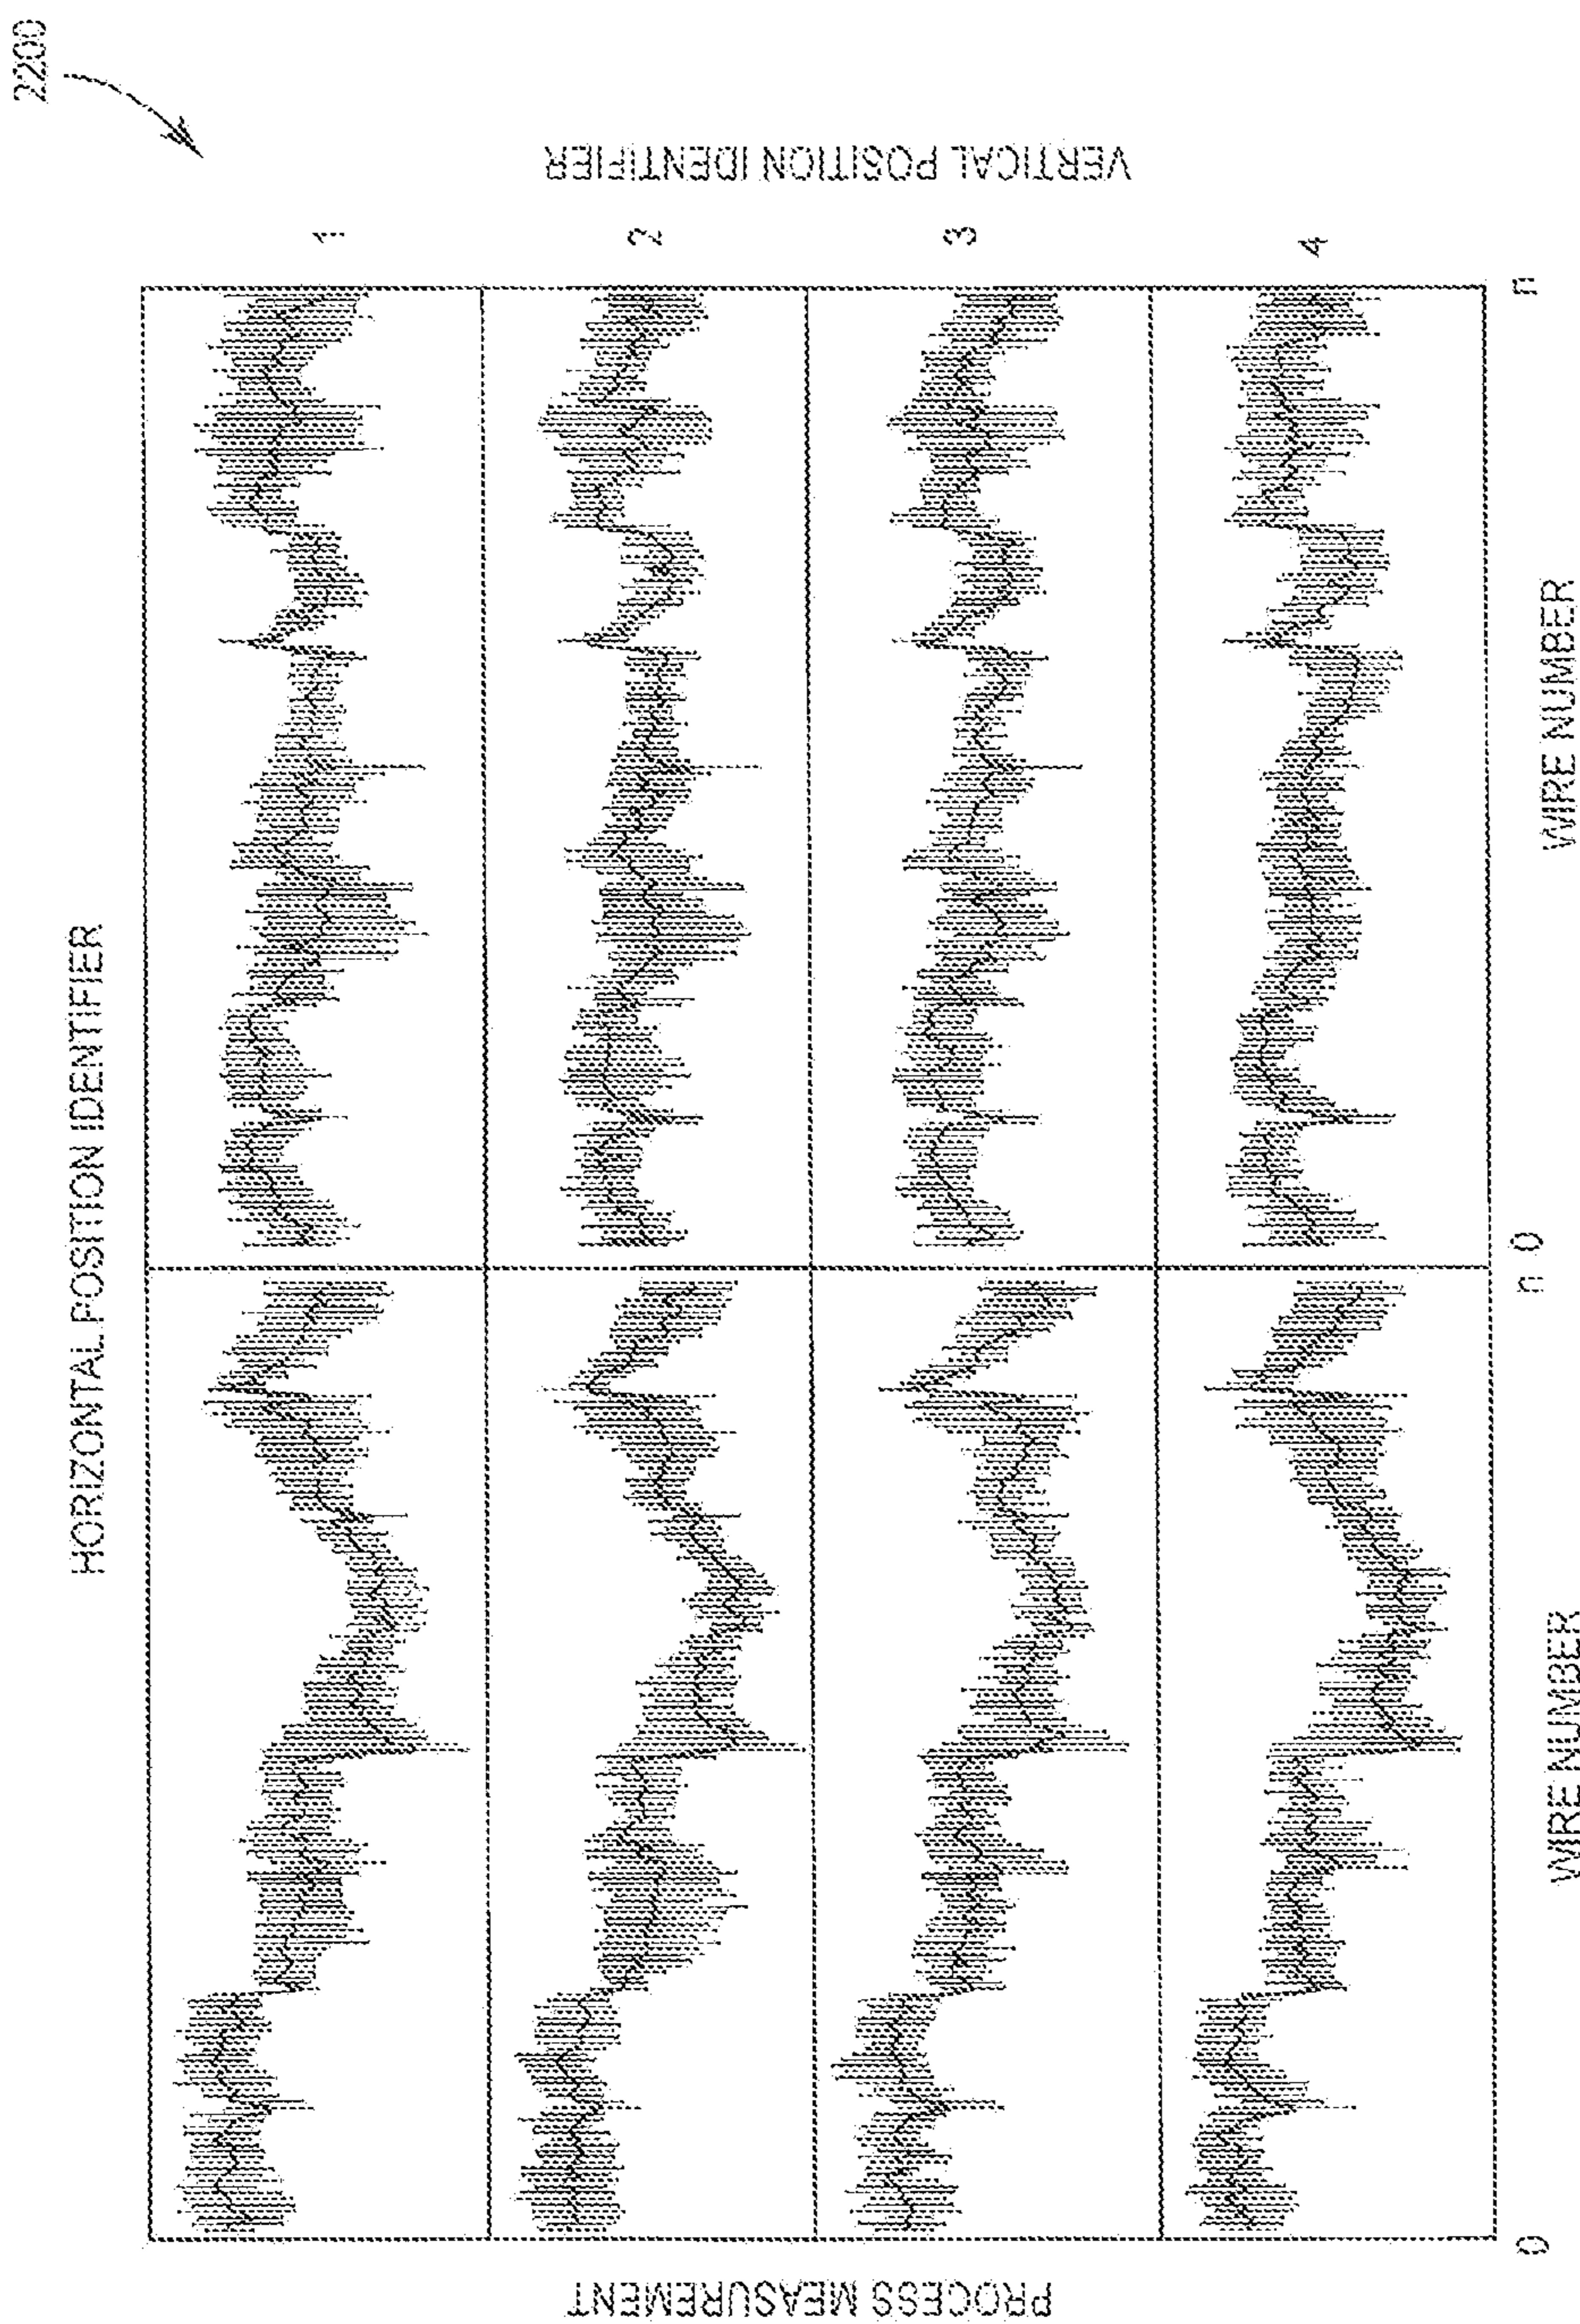 2200
HORIZONTAL POSITION IDENTIFIER
VERTICAL POSITION IDENTIFIER
1
2
3
4
PROCESS MEASUREMENT
0
n
0
n
WIRE NUMBER
WIRE NUMBER